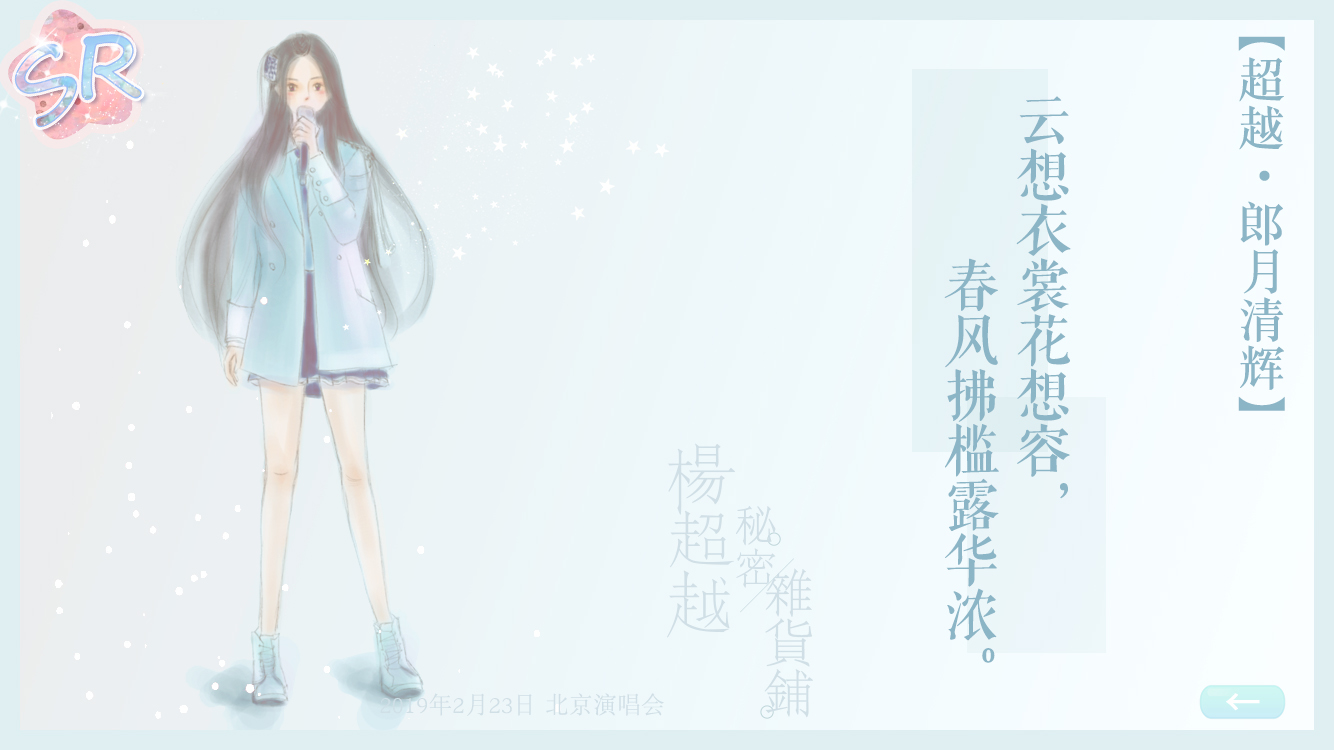 SR
【超越·郎月清辉】
云想衣裳花想容，
春风拂槛露华浓。
楊超越
秘密
雜貨鋪
2019年2月23日 北京演唱会